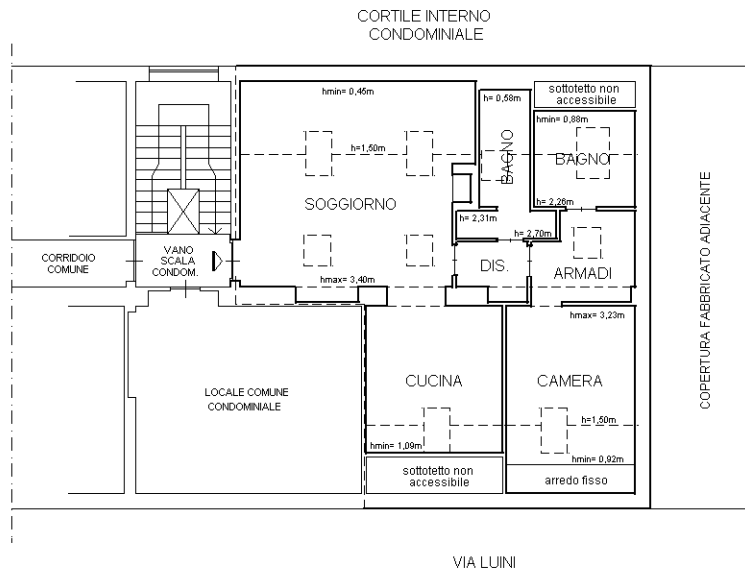 CORTILE INTERNO
CONDOMINIALE
hmin= 0,45m
h= 0,58m
sottotetto non
accessibile
hmin= 0,88m
h=1,50m
BAGNO
BAGNO
SOGGIORNO
h= 2,26m
h= 2,31m
h= 2,70m
CORRIDOIO
COMUNE
VANO
SCALA
CONDOM.
DIS.
ARMADI
hmax= 3,40m
hmax= 3,23m
COPERTURA FABBRICATO ADIACENTE
LOCALE COMUNE
CONDOMINIALE
CUCINA
CAMERA
h=1,50m
hmin= 1,09m
hmin= 0,92m
sottotetto non
accessibile
arredo fisso
VIA LUINI